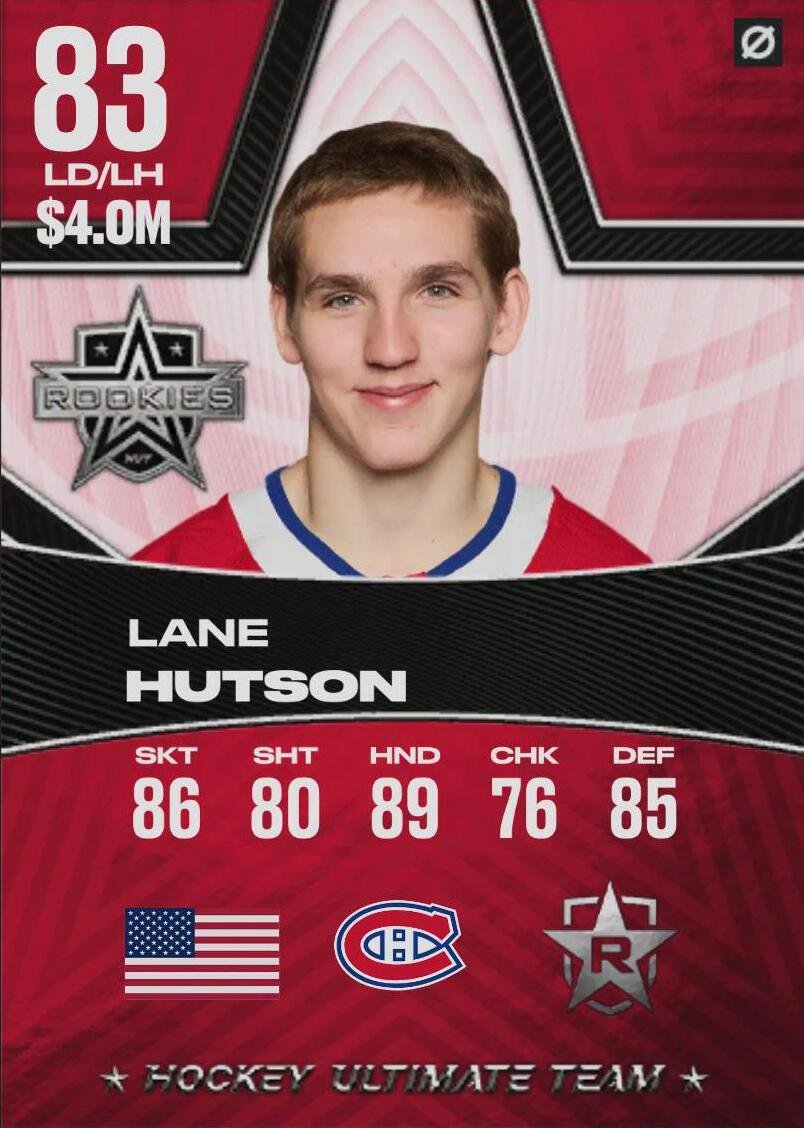 83
LD/LH
$4.0M
ROOKIES
HUT
LANE
HUTSON
SKT SHT HND CHK DEF
86 80 89 76 85
R
★ HOCKEY ULTIMATE TEAM ★